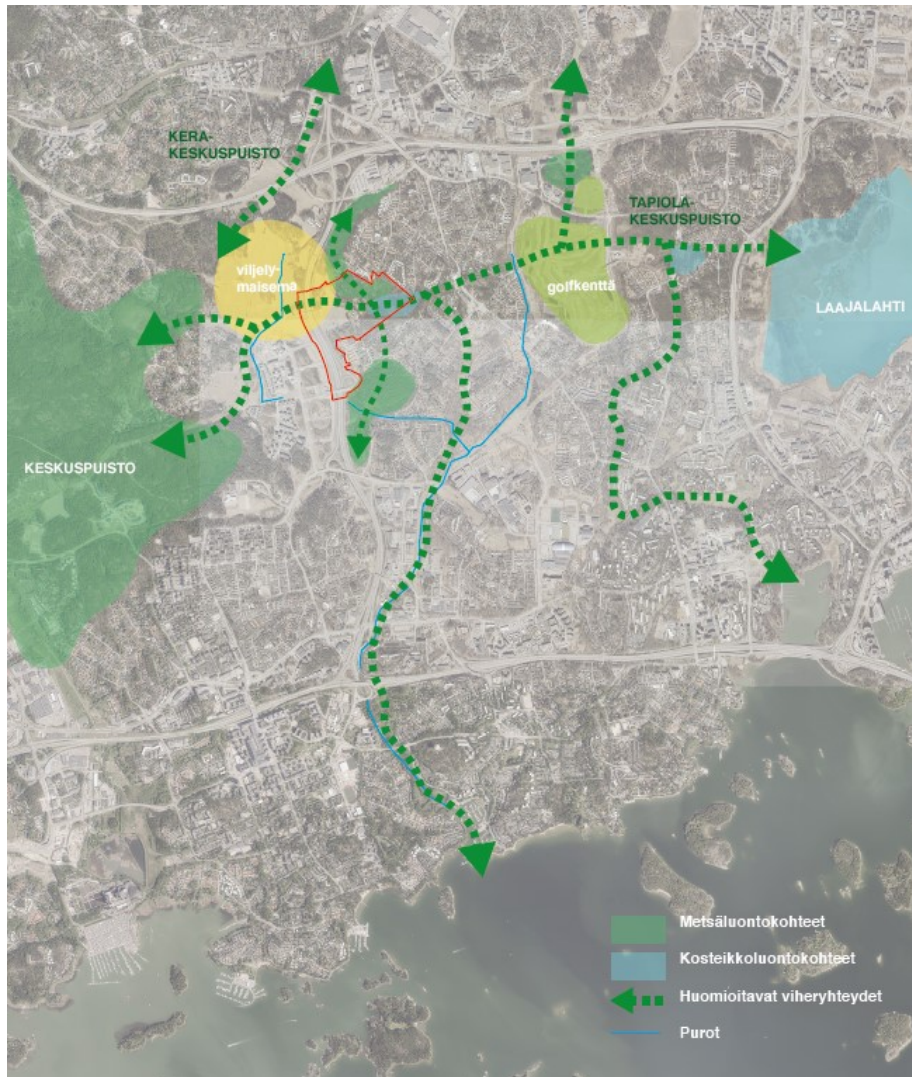 KERA-
KESKUSPUISTO
TAPIOLA-
KESKUSPUISTO
viljely-
maisema
golfkenttä
LAAJALAHTI
KESKUSPUISTO
Metsäluontokohteet
Kosteikkoluontokohteet
Huomioitavat viheryhteydet
Purot